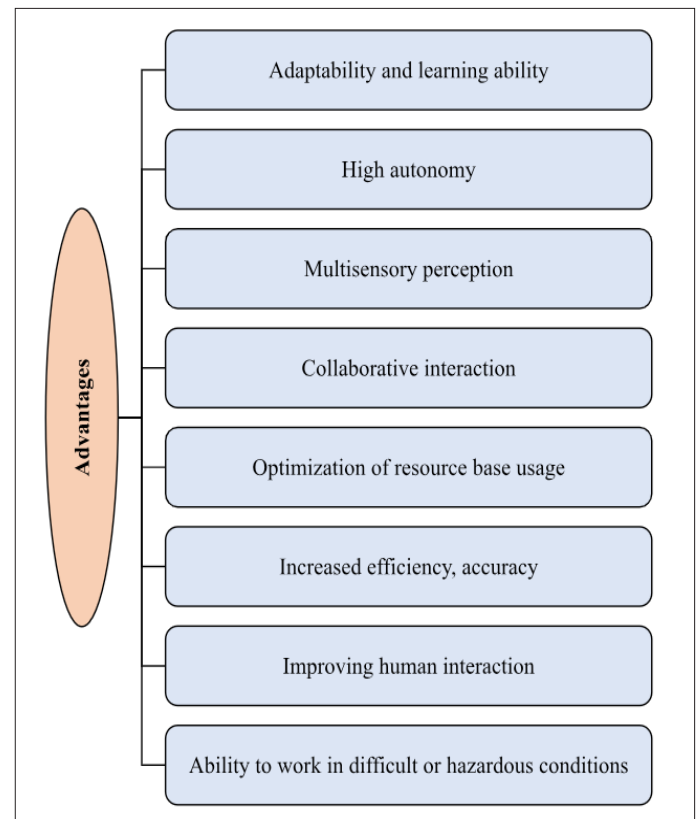 Advantages
Adaptability and learning ability
High autonomy
Multisensory perception
Collaborative interaction
Optimization of resource base usage
Increased efficiency, accuracy
Improving human interaction
Ability to work in difficult or hazardous conditions